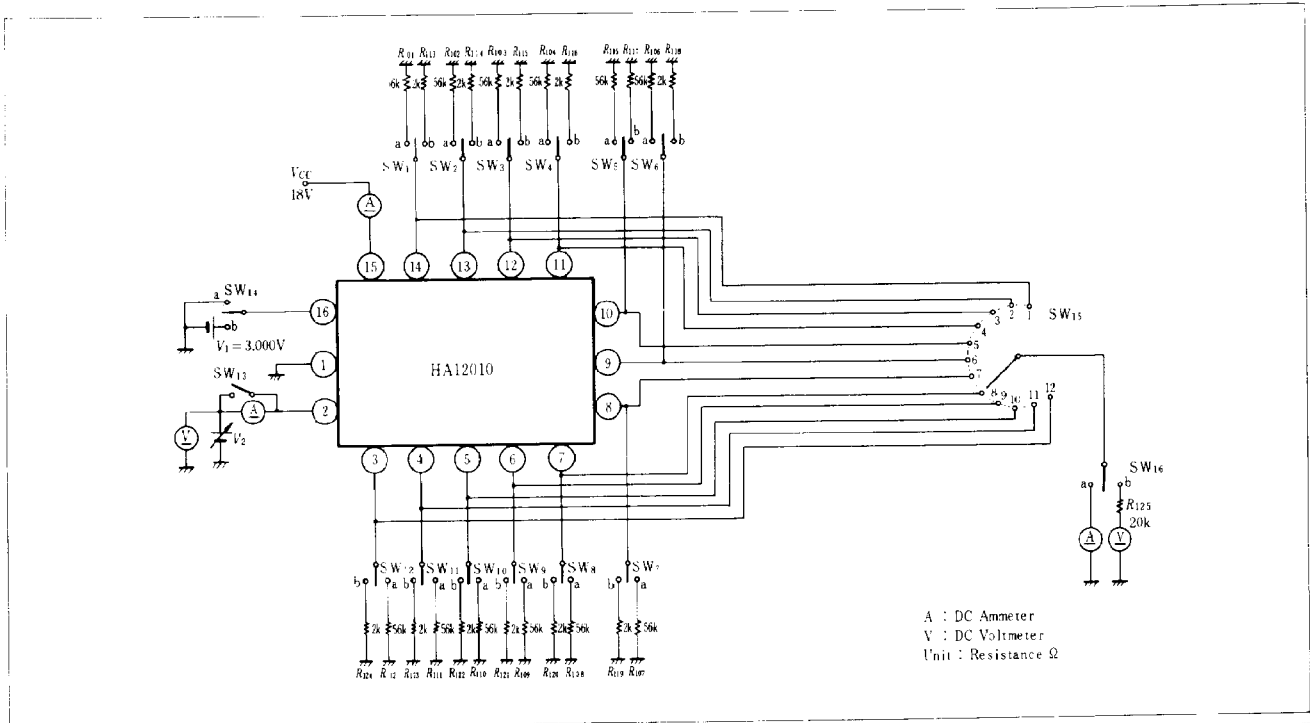 R101 R113 R102 R114 R103 R115 R104 R116 R105 R117 R106 R118
56k 2k 56k 2k 56k 2k 56k 2k 56k 56k 2k
a b a b a b a b a b a b
SW1 SW2 SW3 SW4 SW5 SW6
VCC
18V
A
15 14 13 12 11
a SW14
b
V1=3.000V
16
1
SW13
A
2
V
V2
HA12010
10
9
8
3 4 5 6 7
1
2
3
4
5
6
7
8
9
10
11
12
SW15
SW16
a b
R125
20k
A V
b SW12 a b SW11 a b SW10 a b SW9 a b SW8 a b SW7 a
2k 56k 2k 56k 2k 56k 2k 56k 2k 56k 2k 56k
R124 R123 R111 R122 R110 R121 R109 R120 R108 R119 R107
A : DC Ammeter
V : DC Voltmeter
Unit : Resistance Ω